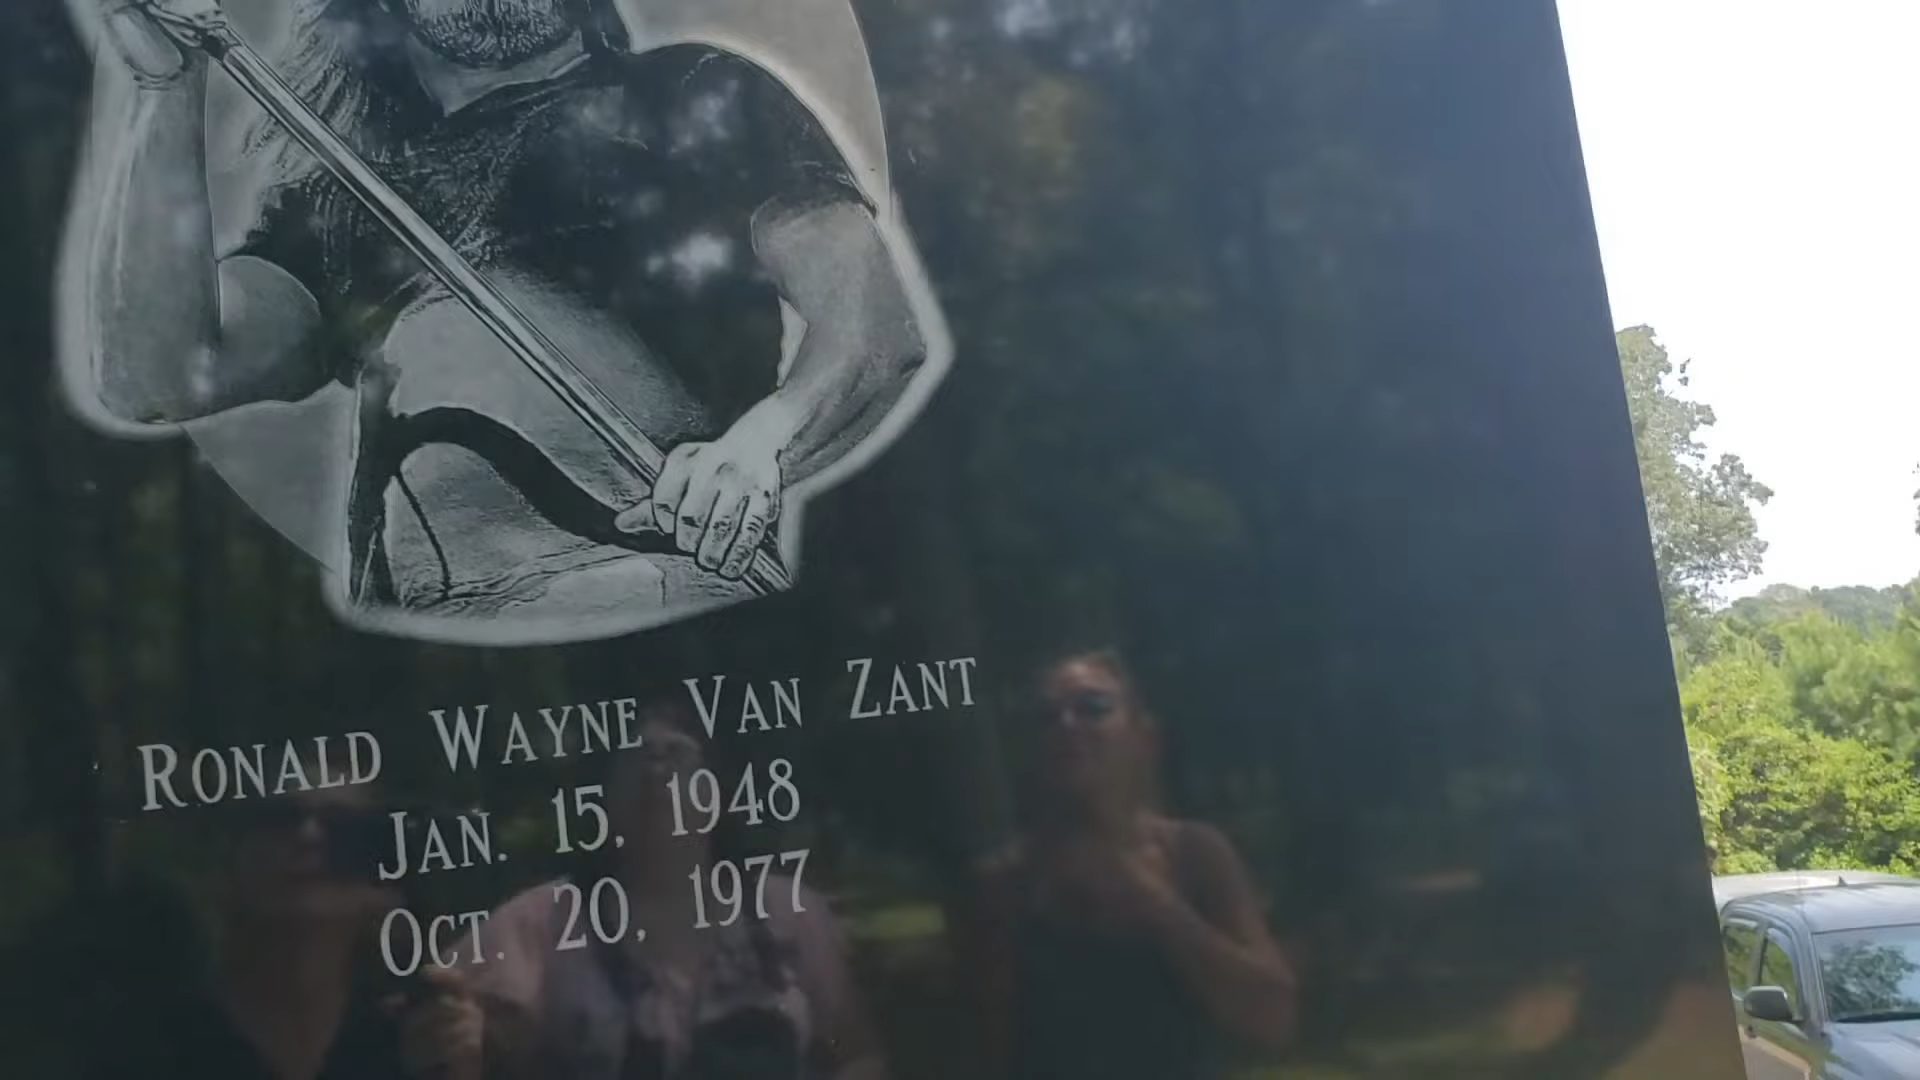 Ronald Wayne Van Zant
Jan. 15, 1948
Oct. 20, 1977